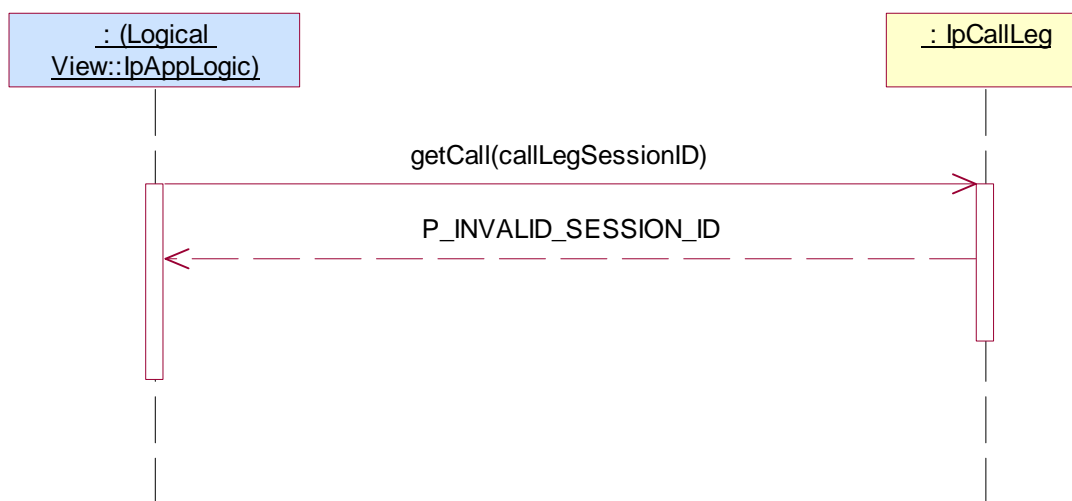 : (Logical
View::IpAppLogic)
: IpCallLeg
getCall(callLegSessionID)
P_INVALID_SESSION_ID